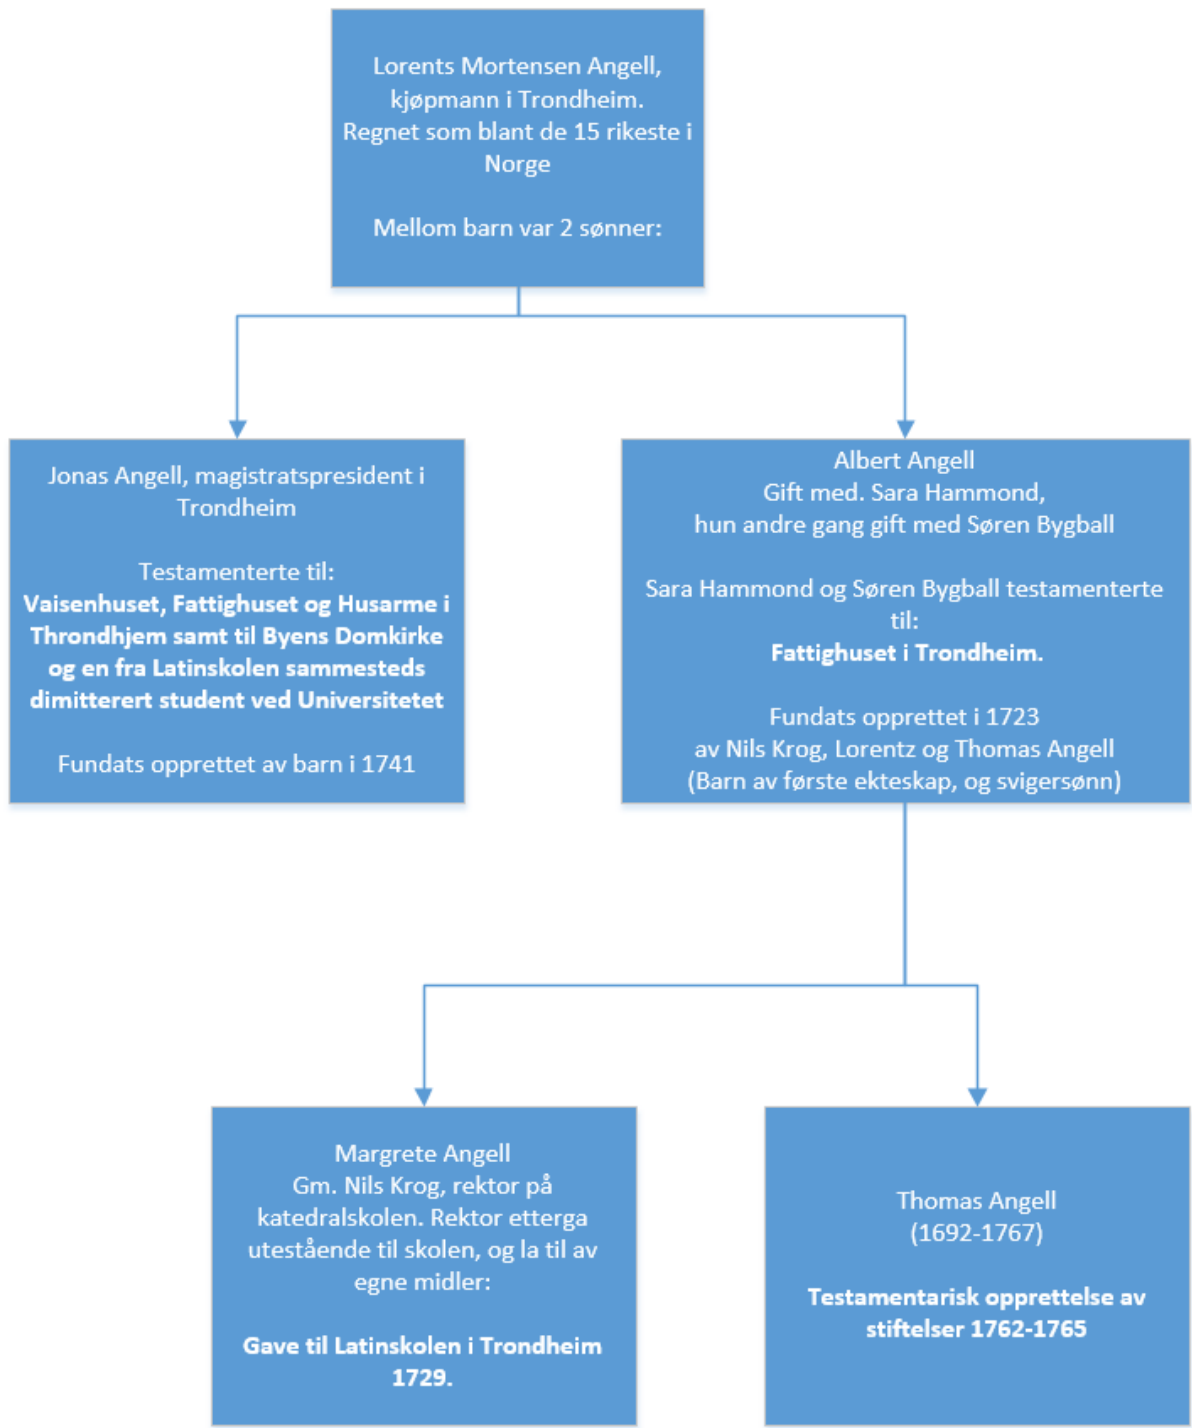 Lorents Mortensen Angell,
kjøpmann i Trondheim.
Regnet som blant de 15 rikeste i
Norge
Mellom barn var 2 sønner:
Jonas Angell, magistratspresident i
Trondheim
Testamenterte til:
Vaisenhuset, Fattighuset og Husarme i
Throndhjem samt til Byens Domkirke
og en fra Latinskolen sammesteds
dimitterert student ved Universitetet
Fundats opprettet av barn i 1741
Albert Angell
Gift med. Sara Hammond,
hun andre gang gift med Søren Bygball
Sara Hammond og Søren Bygball testamenterte
til:
Fattighuset i Trondheim.
Fundats opprettet i 1723
av Nils Krog, Lorentz og Thomas Angell
(Barn av første ekteskap, og svigersønn)
Margrete Angell
Gm. Nils Krog, rektor på
katedralskolen. Rektor etterga
utestående til skolen, og la til av
egne midler:
Gave til Latinskolen i Trondheim
1729.
Thomas Angell
(1692-1767)
Testamentarisk opprettelse av
stiftelser 1762-1765